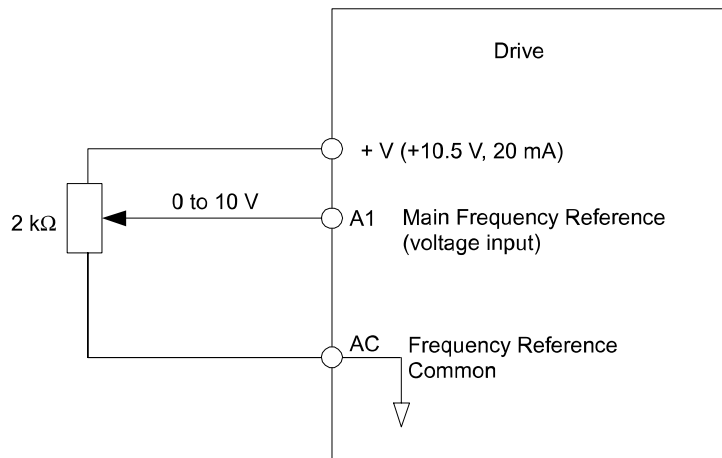 Drive
+ V (+10.5 V, 20 mA)
0 to 10 V
2 kΩ
A1
Main Frequency Reference
(voltage input)
AC
Frequency Reference
Common